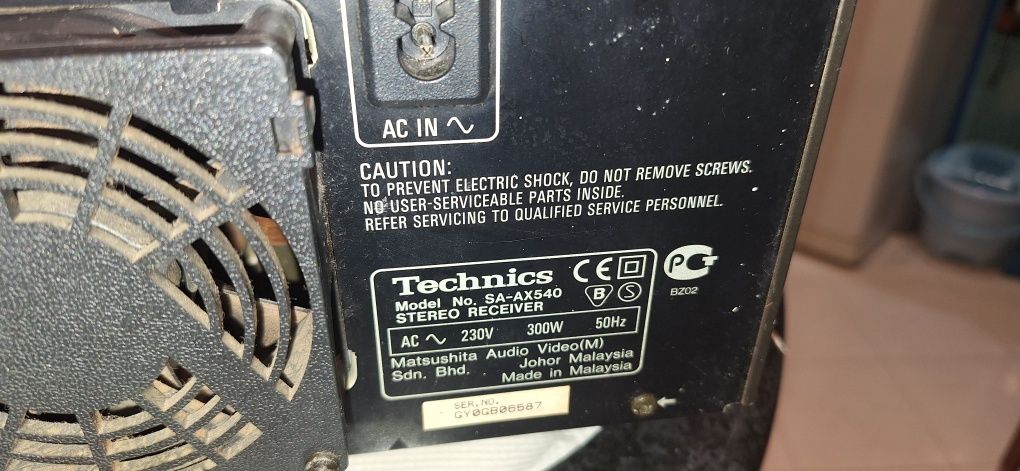 AC IN ∿
CAUTION:
TO PREVENT ELECTRIC SHOCK, DO NOT REMOVE SCREWS.
NO USER-SERVICEABLE PARTS INSIDE.
REFER SERVICING TO QUALIFIED SERVICE PERSONNEL.
Technics CE
Model No. SA-AX540 B S
STEREO RECEIVER
AC ∿ 230V 300W 50Hz
Matsushita Audio Video(M)
Sdn. Bhd. Johor Malaysia
Made in Malaysia
PCT
BZ02
SER.NO.
GY0GB06587